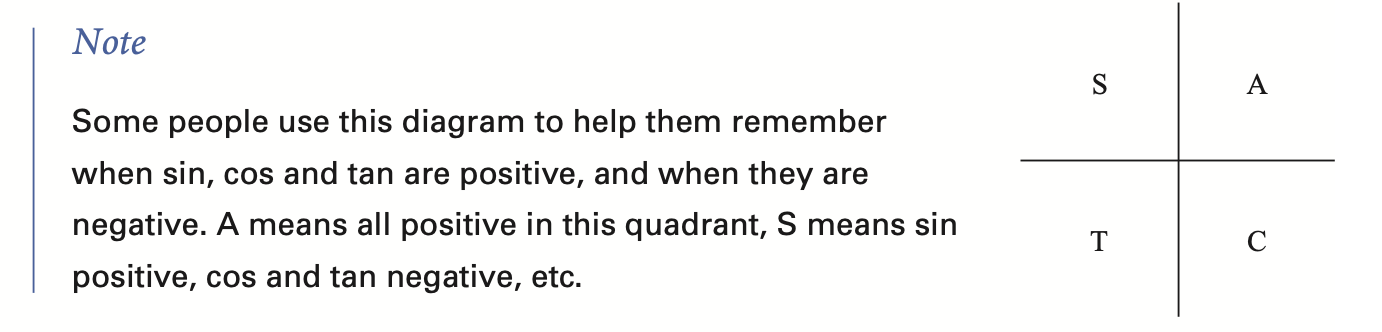 Note
Some people use this diagram to help them remember
when sin, cos and tan are positive, and when they are
negative. A means all positive in this quadrant, S means sin
positive, cos and tan negative, etc.
S A
T C